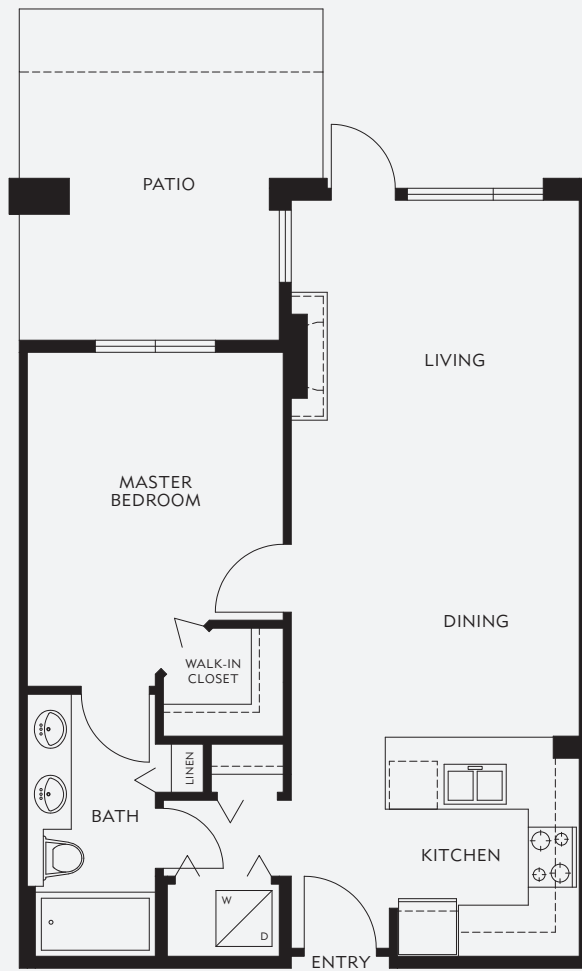 PATIO
LIVING
MASTER
BEDROOM
DINING
WALK-IN
CLOSET
LINEN
BATH
KITCHEN
W
D
ENTRY